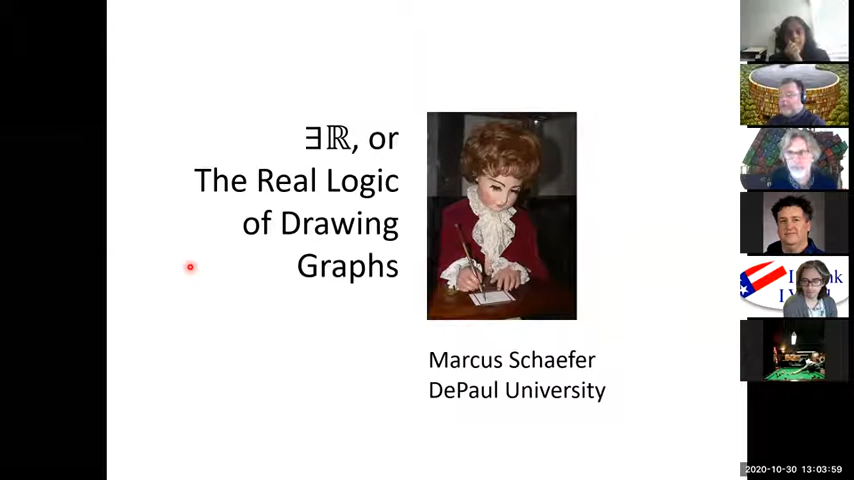 ∃ℝ, or
The Real Logic
of Drawing
Graphs
Marcus Schaefer
DePaul University
2020-10-30 13:03:59